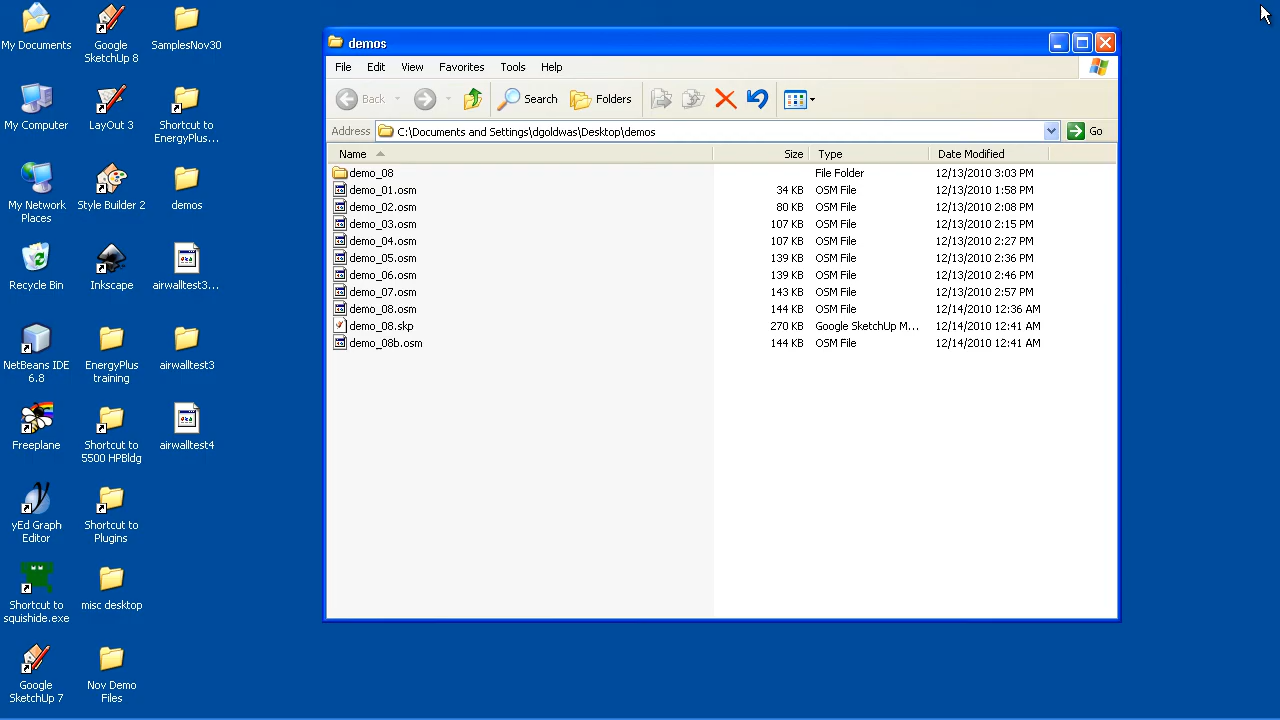 My Documents
Google
SketchUp 8
SamplesNov30
My Computer
LayOut 3
Shortcut to
EnergyPlus...
My Network
Places
Style Builder 2
demos
Recycle Bin
Inkscape
airwalltest3...
NetBeans IDE
6.8
EnergyPlus
training
airwalltest3
Freeplane
Shortcut to
5500 HPBldg
airwalltest4
yEd Graph
Editor
Shortcut to
Plugins
Shortcut to
squishide.exe
misc desktop
Google
SketchUp 7
Nov Demo
Files
demos
File Edit View Favorites Tools Help
Back Search Folders
Address C:\Documents and Settings\dgoldwas\Desktop\demos Go
Name Size Type Date Modified
demo_08 File Folder 12/13/2010 3:03 PM
demo_01.osm 34 KB OSM File 12/13/2010 1:58 PM
demo_02.osm 80 KB OSM File 12/13/2010 2:08 PM
demo_03.osm 107 KB OSM File 12/13/2010 2:15 PM
demo_04.osm 107 KB OSM File 12/13/2010 2:27 PM
demo_05.osm 139 KB OSM File 12/13/2010 2:36 PM
demo_06.osm 139 KB OSM File 12/13/2010 2:46 PM
demo_07.osm 143 KB OSM File 12/13/2010 2:57 PM
demo_08.osm 144 KB OSM File 12/14/2010 12:36 AM
demo_08.skp 270 KB Google SketchUp M... 12/14/2010 12:41 AM
demo_08b.osm 144 KB OSM File 12/14/2010 12:41 AM